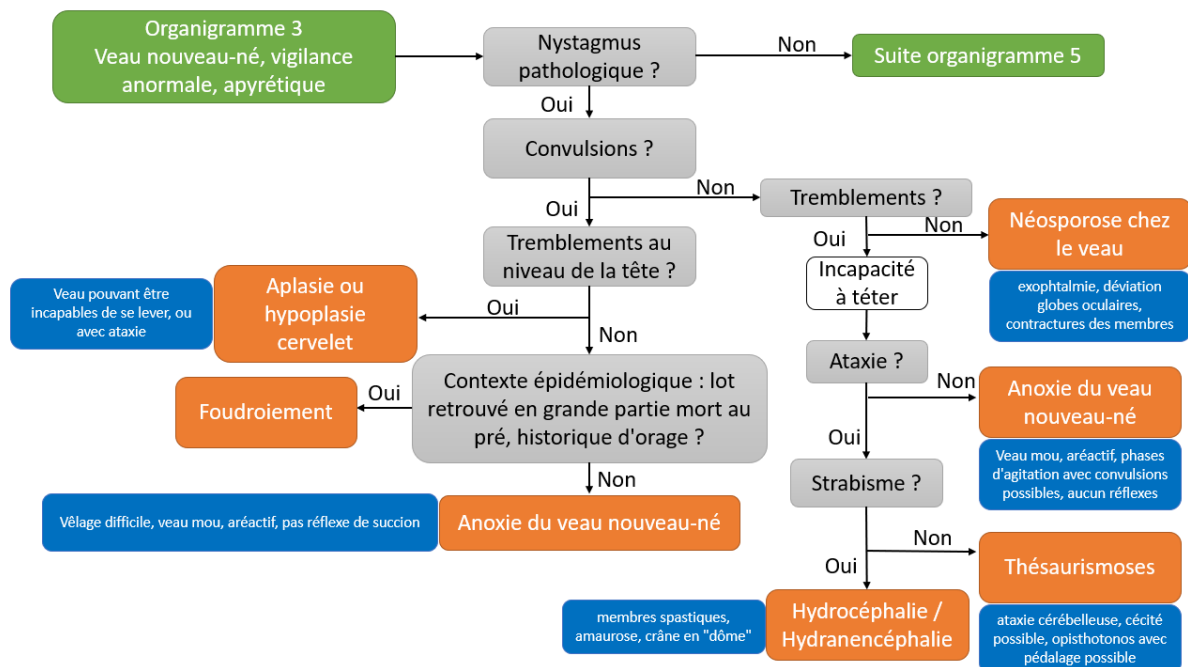 Organigramme 3
Veau nouveau-né, vigilance
anormale, apyrétique
Nystagmus
pathologique ?
Non
Suite organigramme 5
Oui
Convulsions ?
Non
Tremblements ?
Oui
Non
Néosporose chez
le veau
Oui
Tremblements au
niveau de la tête ?
Incapacité
à téter
exophtalmie, déviation
globes oculaires,
contractures des membres
Veau pouvant être
incapables de se lever, ou
avec ataxie
Aplasie ou
hypoplasie
cervelet
Oui
Non
Ataxie ?
Non
Anoxie du veau
nouveau-né
Contexte épidémiologique : lot
retrouvé en grande partie mort au
pré, historique d'orage ?
Oui
Foudroiement
Oui
Veau mou, aréactif, phases
d'agitation avec convulsions
possibles, aucun réflexes
Non
Strabisme ?
Vêlage difficile, veau mou, aréactif, pas réflexe de succion
Anoxie du veau nouveau-né
Non
Thésaurismoses
Oui
membres spastiques,
amaurose, crâne en "dôme"
Hydrocéphalie /
Hydranencéphalie
ataxie cérébelleuse, cécité
possible, opisthotonos avec
pédalage possible